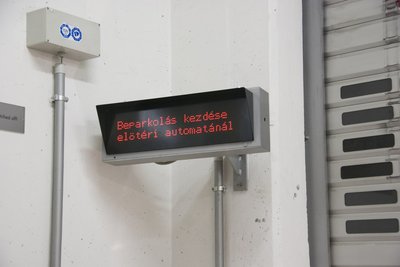 Beparkolás kezdése
előtéri automatánál